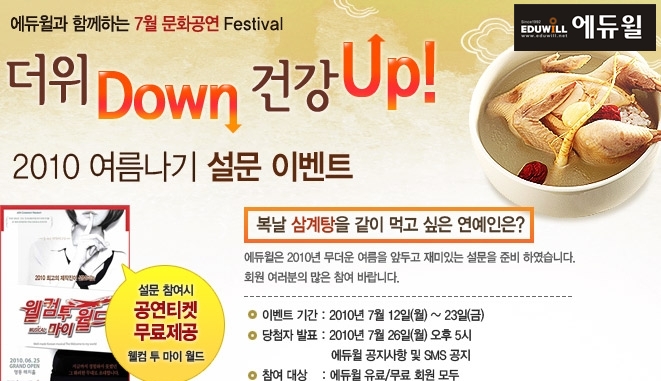 에듀윌과 함께하는 7월 문화공연 Festival
Since1992
EDUWILL
www.eduwill.net
에듀윌
더위 Down 건강 Up!
2010 여름나기 설문 이벤트
복날 삼계탕을 같이 먹고 싶은 연예인은?
에듀윌은 2010년 무더운 여름을 앞두고 재미있는 설문을 준비 하였습니다.
회원 여러분의 많은 참여 바랍니다.
이벤트 기간 : 2010년 7월 12일(월) ~ 23일(금)
당첨자 발표 : 2010년 7월 26일(월) 오후 5시
에듀윌 공지사항 및 SMS 공지
참여 대상 : 에듀윌 유료/무료 회원 모두
설문 참여시
공연티켓
무료제공
웰컴 투 마이 월드
웰컴 투
MUSICAL
마이 월드
2010.06.25
GRAND OPEN